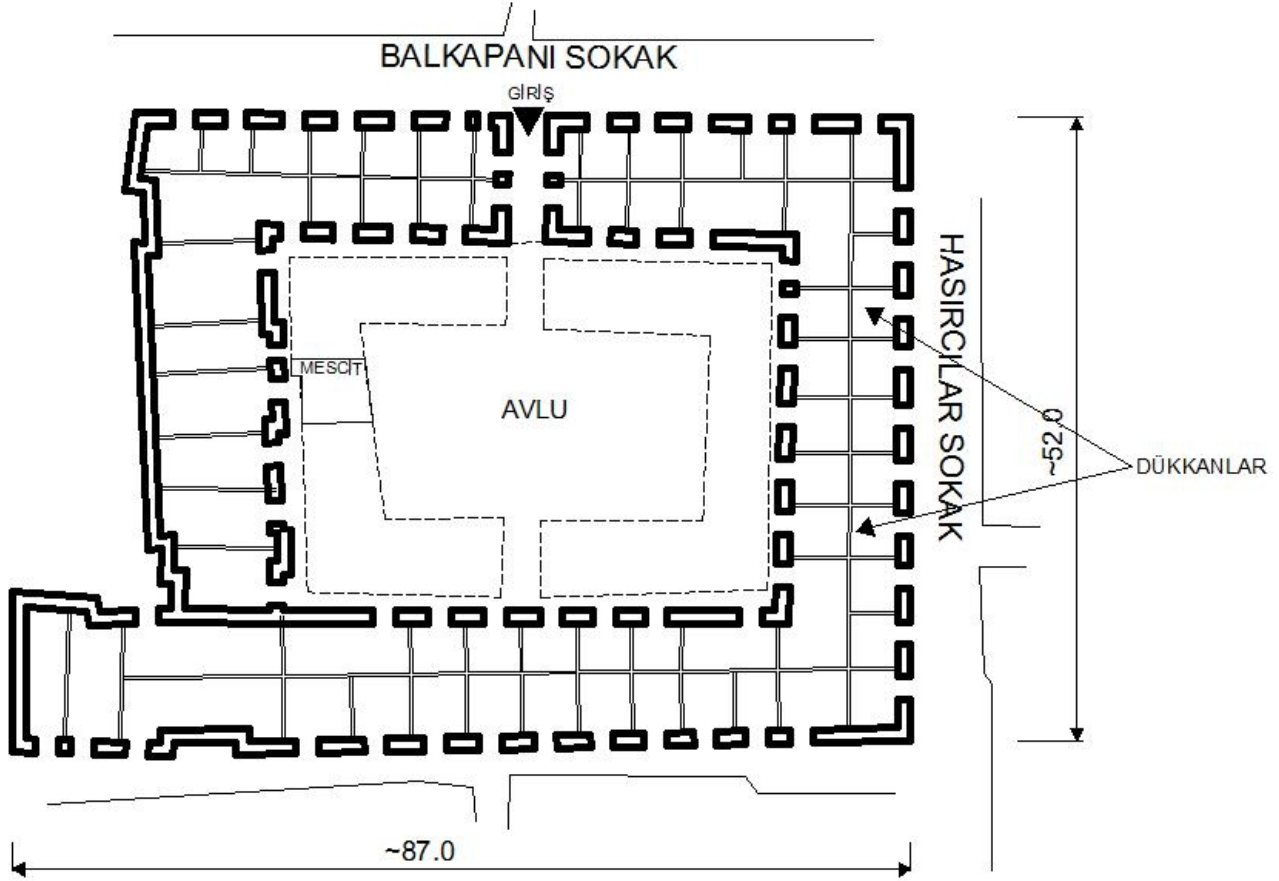 BALKAPANI SOKAK
GİRİŞ
HASIRCILAR SOKAK
MESCİT
AVLU
~52.0
DÜKKANLAR
~87.0